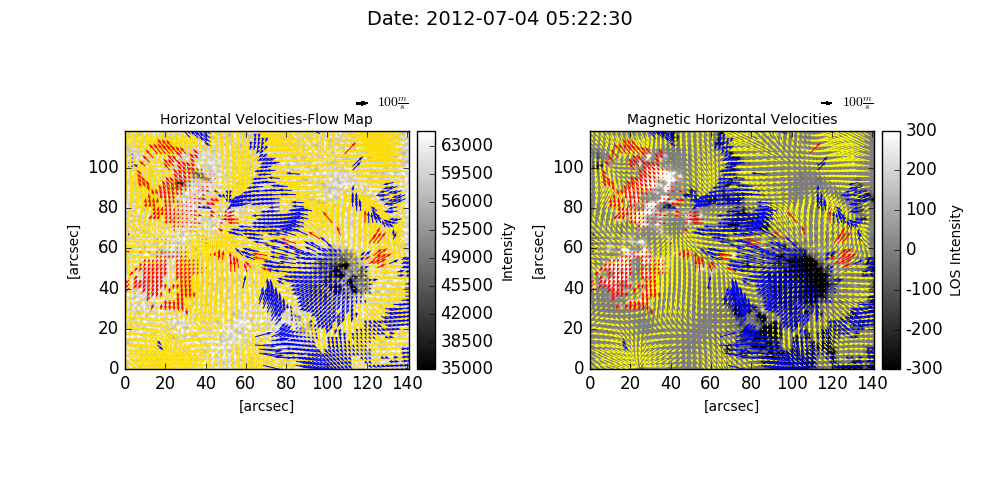 Date: 2012-07-04 05:22:30
100 m/s
100 m/s
Horizontal Velocities-Flow Map
Magnetic Horizontal Velocities
[arcsec]
100
80
60
40
20
0
0 20 40 60 80 100 120 140
[arcsec]
63000
59500
56000
52500
49000
45500
42000
38500
35000
Intensity
[arcsec]
100
80
60
40
20
0
0 20 40 60 80 100 120 140
[arcsec]
300
200
100
0
-100
-200
-300
LOS Intensity